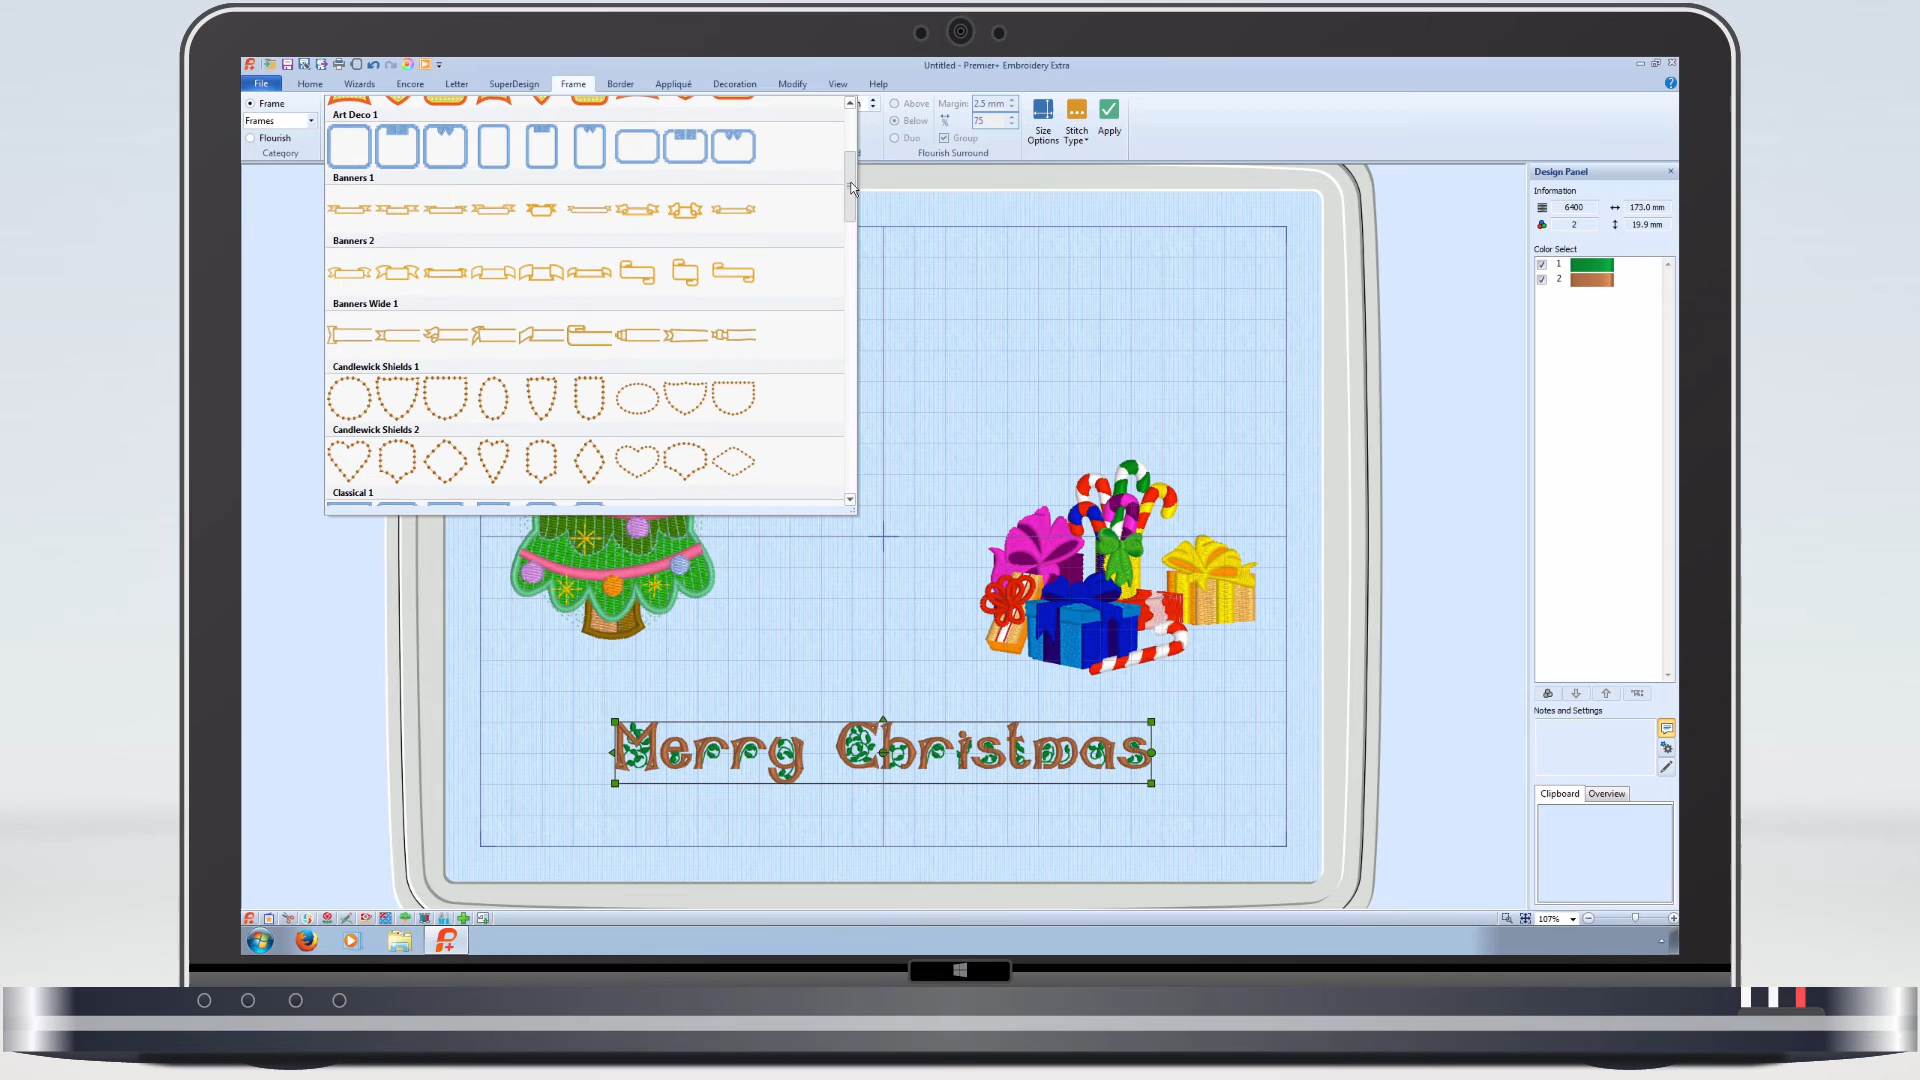 Untitled - Premier+ Embroidery Extra
File Home Wizards Encore Letter SuperDesign Frame Border Appliqué Decoration Modify View Help
Frame
Frames
Flourish
Category
Art Deco 1
Banners 1
Banners 2
Banners Wide 1
Candlewick Shields 1
Candlewick Shields 2
Classical 1
Above Margin: 2.5 mm
Below % 75
Duo Group
Flourish Surround
Size Options
Stitch Type
Apply
Design Panel
Information
6400 173.0 mm
2 19.9 mm
Color Select
1
2
Notes and Settings
Clipboard Overview
Merry Christmas
107%